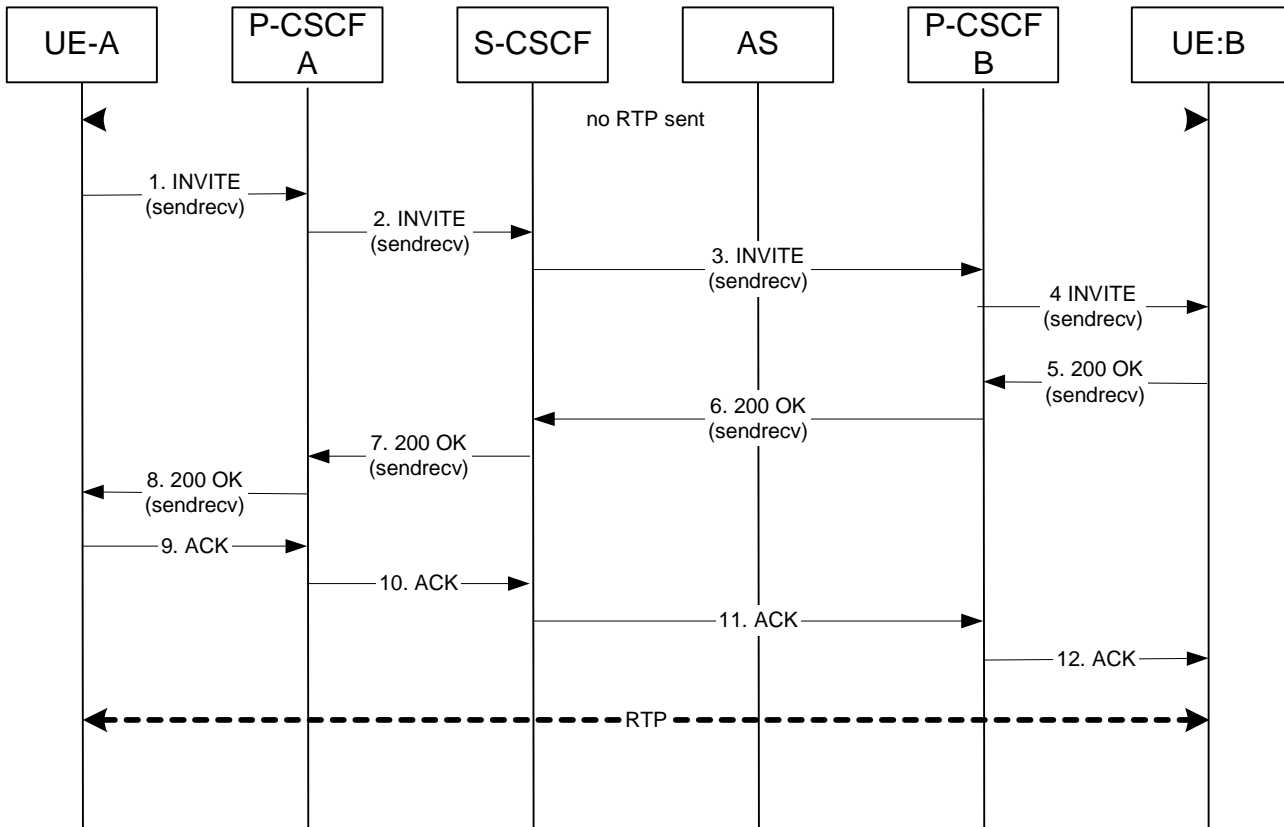 UE-A
P-CSCF
A
S-CSCF
AS
P-CSCF
B
UE:B
no RTP sent
1. INVITE
(sendrecv)
2. INVITE
(sendrecv)
3. INVITE
(sendrecv)
4 INVITE
(sendrecv)
5. 200 OK
(sendrecv)
6. 200 OK
(sendrecv)
7. 200 OK
(sendrecv)
8. 200 OK
(sendrecv)
9. ACK
10. ACK
11. ACK
12. ACK
RTP